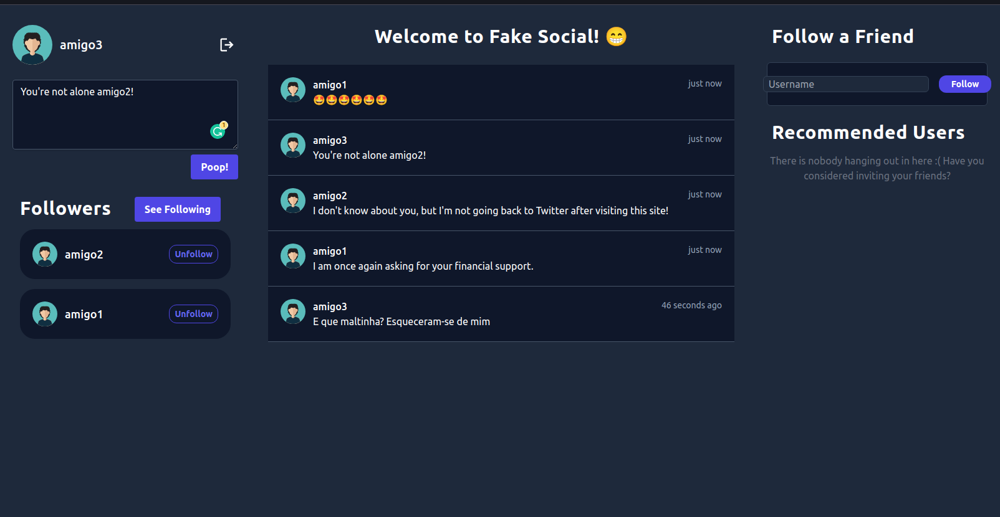 amigo3
You're not alone amigo2!
1
Poop!
Followers
See Following
amigo2
Unfollow
amigo1
Unfollow
Welcome to Fake Social! 😁
amigo1
just now
🤩🤩🤩🤩🤩🤩
amigo3
just now
You're not alone amigo2!
amigo2
just now
I don't know about you, but I'm not going back to Twitter after visiting this site!
amigo1
just now
I am once again asking for your financial support.
amigo3
46 seconds ago
E que maltinha? Esqueceram-se de mim
Follow a Friend
Username
Follow
Recommended Users
There is nobody hanging out in here :( Have you
considered inviting your friends?